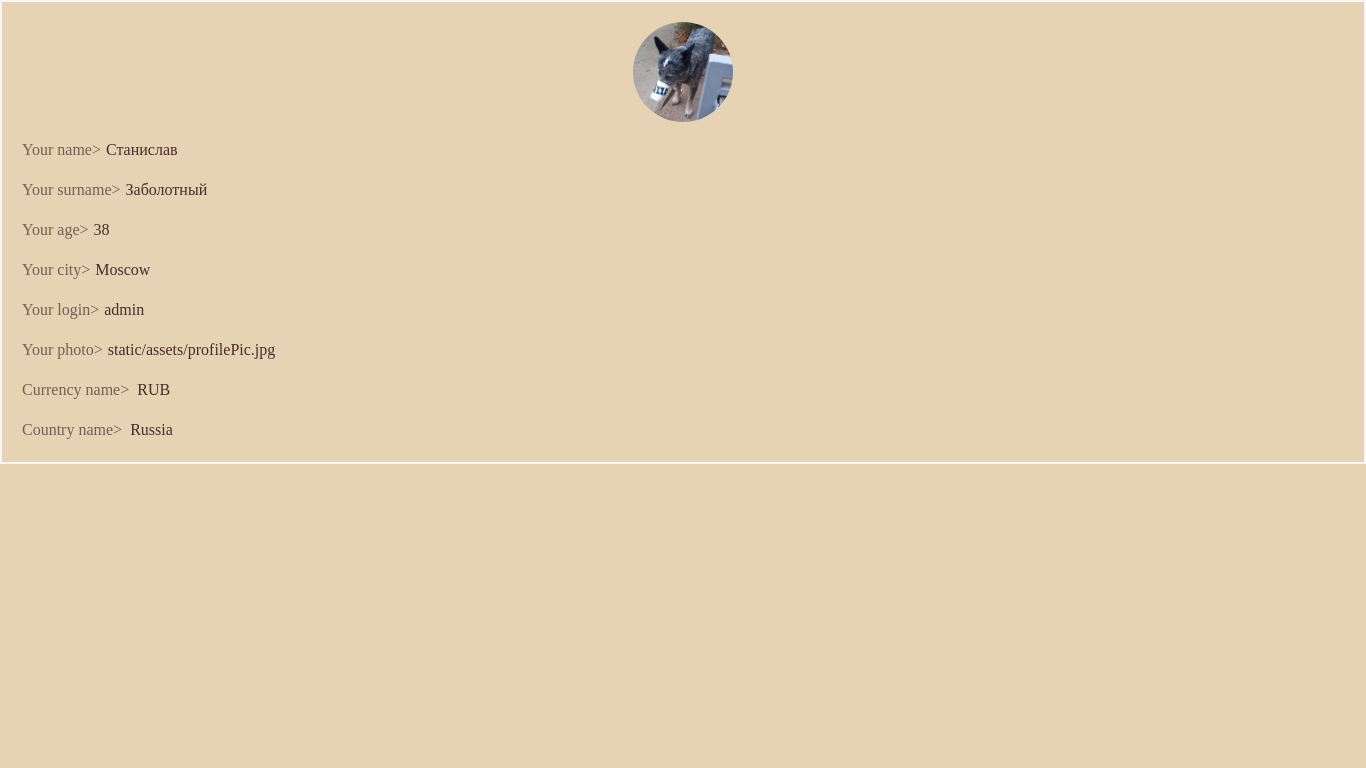 Your name> Станислав
Your surname> Заболотный
Your age> 38
Your city> Moscow
Your login> admin
Your photo> static/assets/profilePic.jpg
Currency name> RUB
Country name> Russia